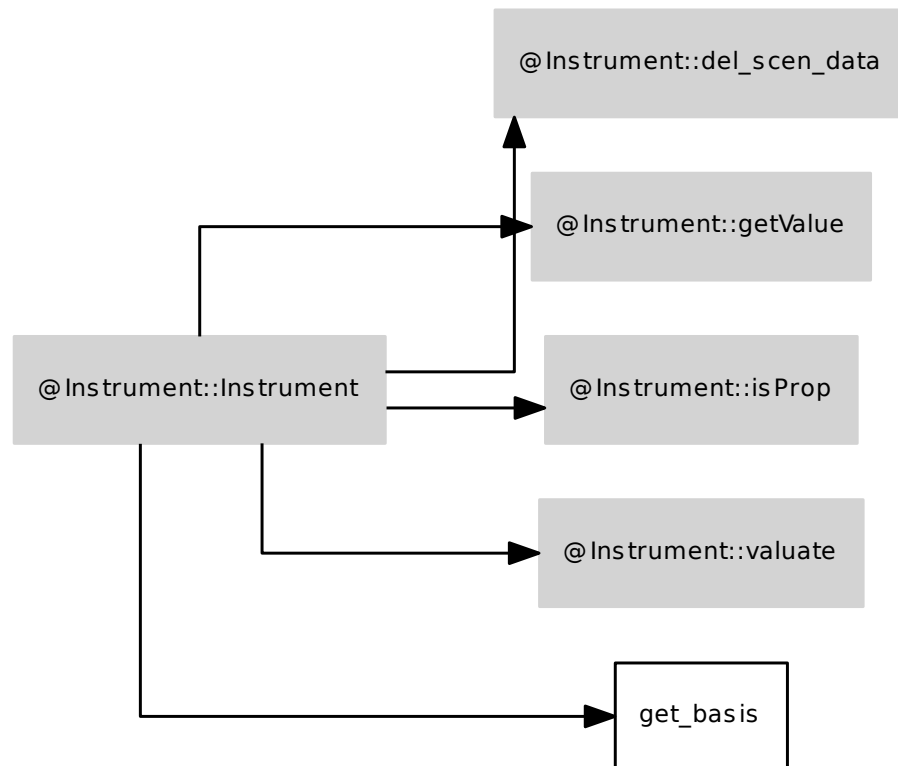 @Instrument::del_scen_data
@Instrument::getValue
@Instrument::Instrument
@Instrument::isProp
@Instrument::valuate
get_basis